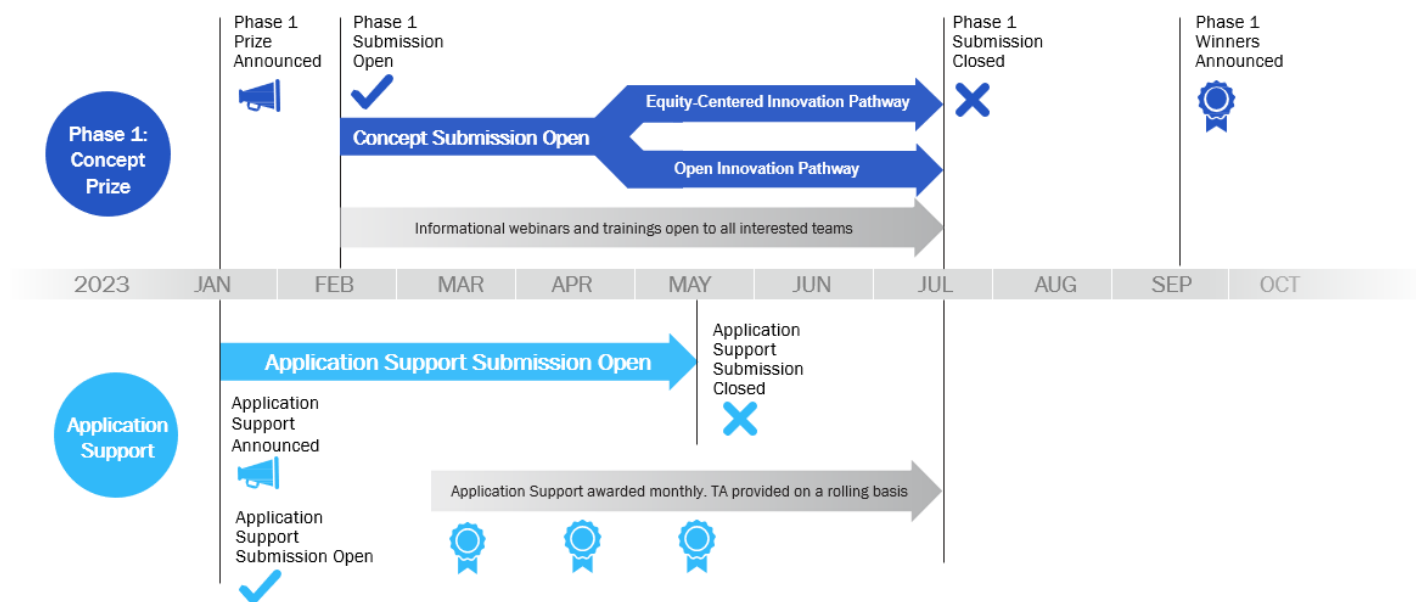 Phase 1
Prize
Announced
Phase 1
Submission
Open
Phase 1
Submission
Closed
Phase 1
Winners
Announced
Phase 1:
Concept
Prize
Concept Submission Open
Equity-Centered Innovation Pathway
Open Innovation Pathway
Informational webinars and trainings open to all interested teams
2023 JAN FEB MAR APR MAY JUN JUL AUG SEP OCT
Application Support Submission Open
Application
Support
Submission
Closed
Application
Support
Application
Support
Announced
Application Support awarded monthly. TA provided on a rolling basis
Application
Support
Submission Open